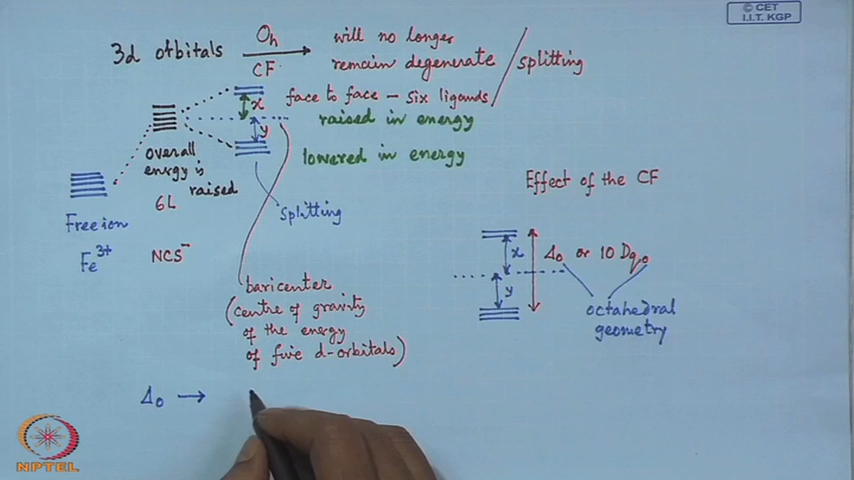 © CET
I.I.T. KGP
3d orbitals
Oh
CF
will no longer
remain degenerate
splitting
face to face - six ligands
x
raised in energy
y
lowered in energy
overall
energy is
raised
6L
Free ion
Fe3+
NCS-
splitting
baricenter
(centre of gravity
of the energy
of five d-orbitals)
Effect of the CF
x
Δo or 10 Dqo
y
octahedral
geometry
Δo →
NPTEL